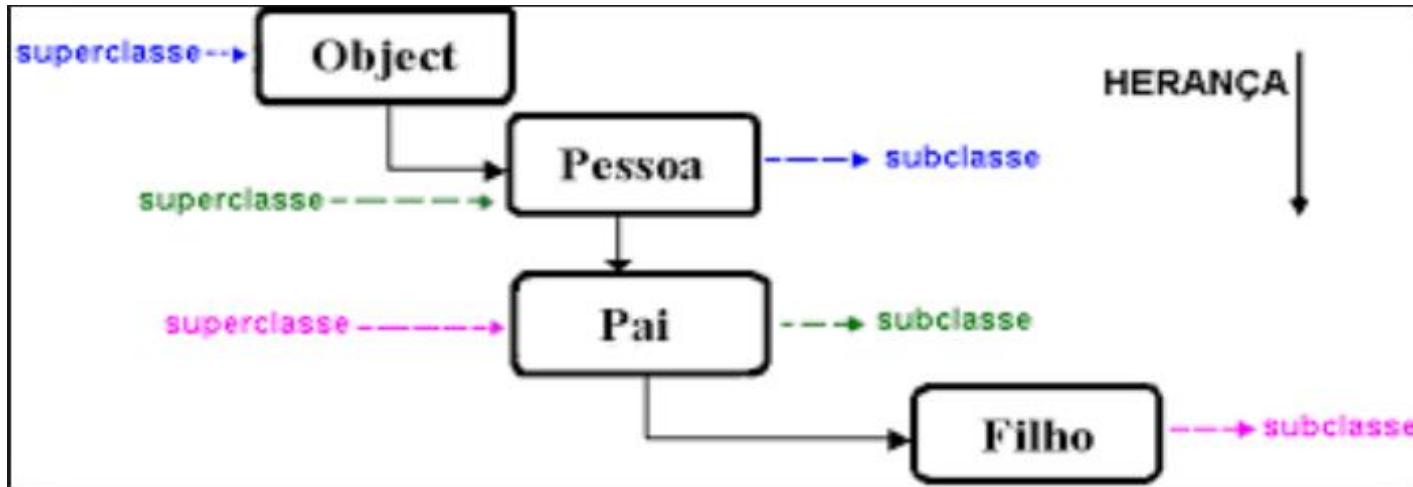 superclasse
Object
HERANÇA
Pessoa
subclasse
superclasse
superclasse
Pai
subclasse
Filho
subclasse